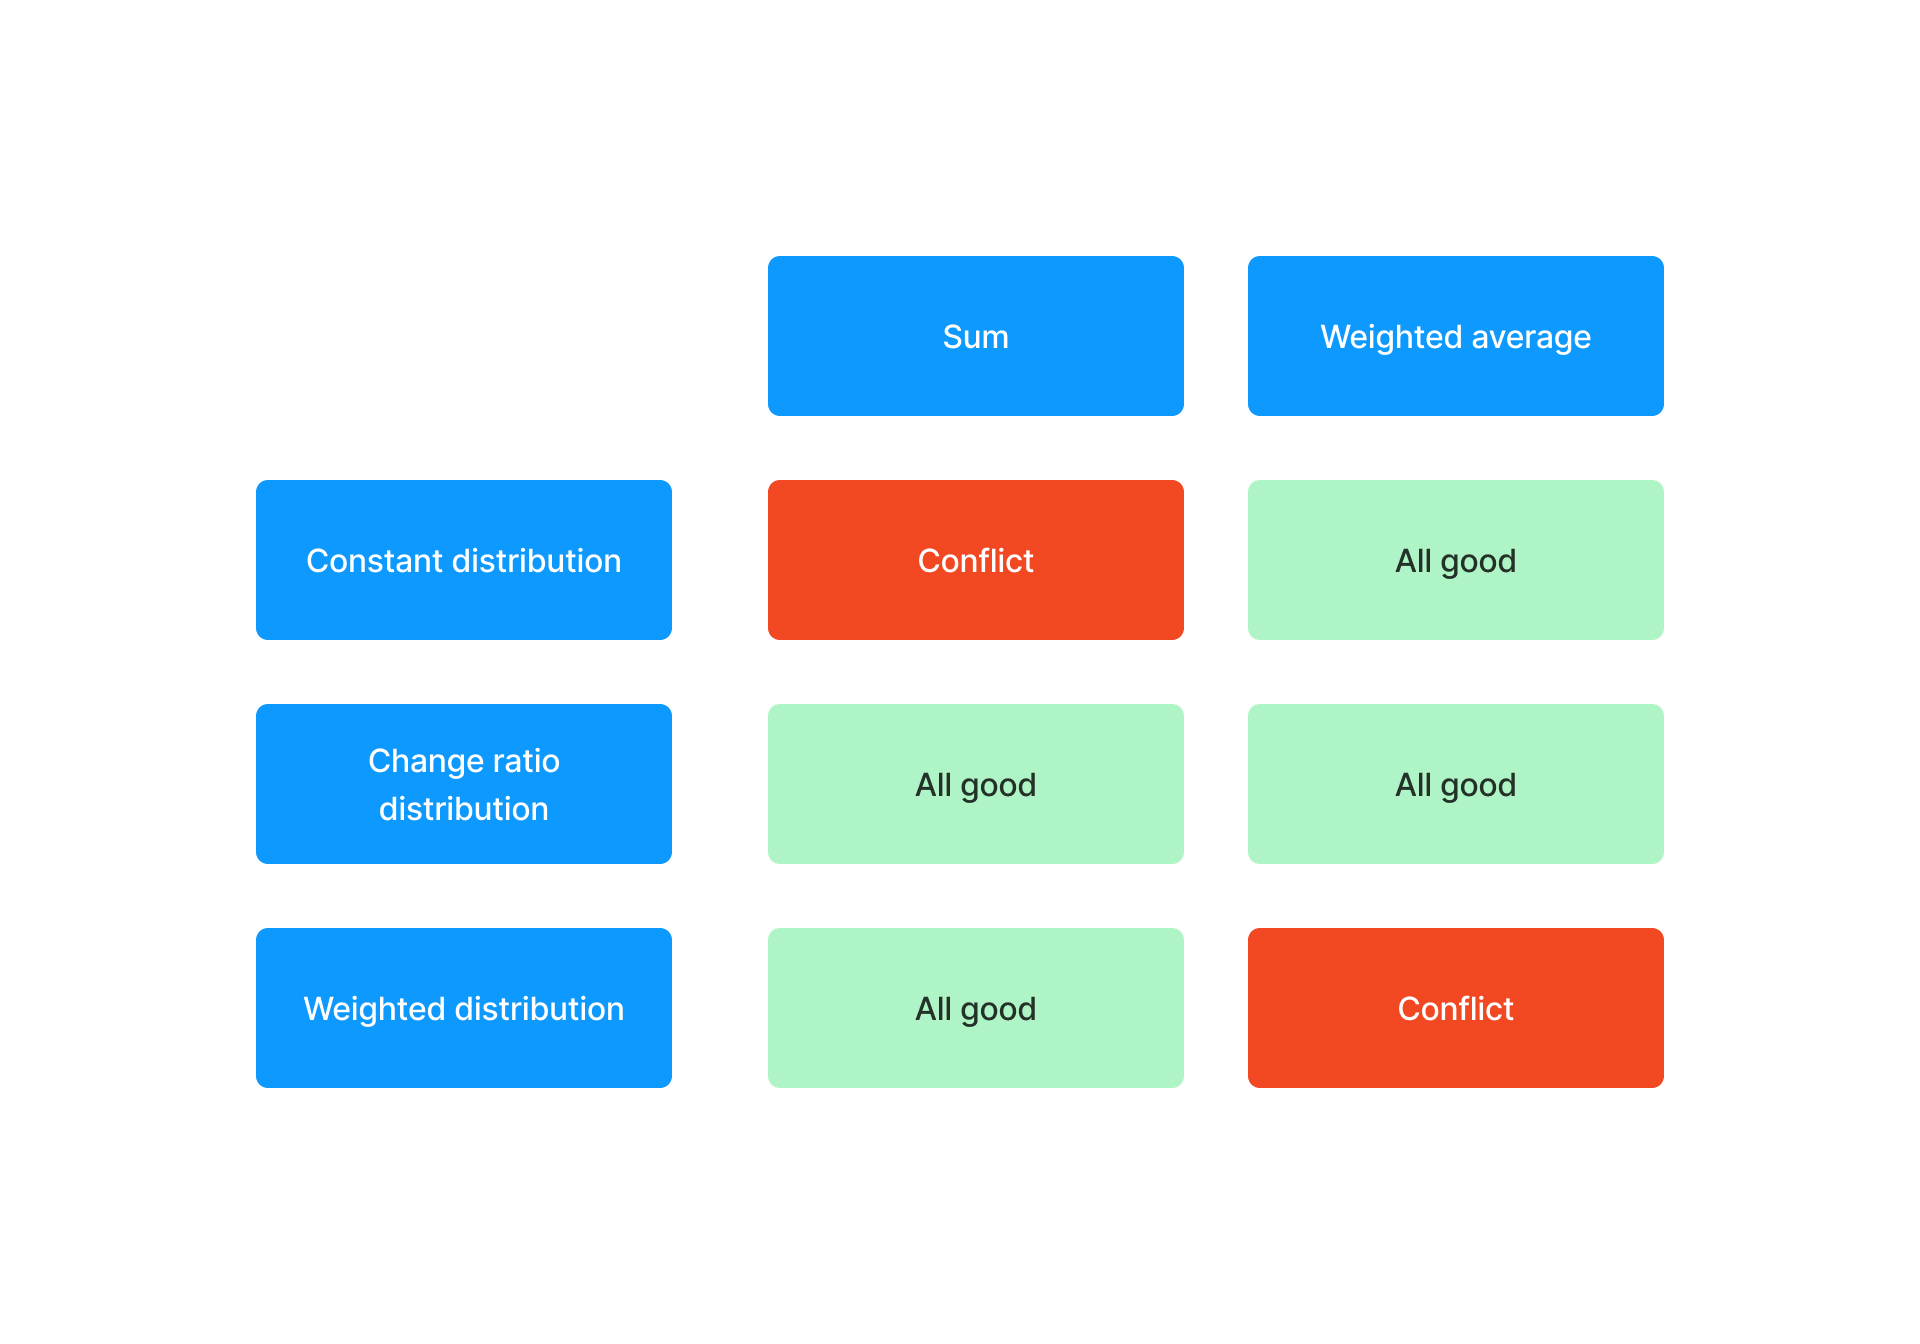 Sum
Weighted average
Constant distribution
Conflict
All good
Change ratio
distribution
All good
All good
Weighted distribution
All good
Conflict